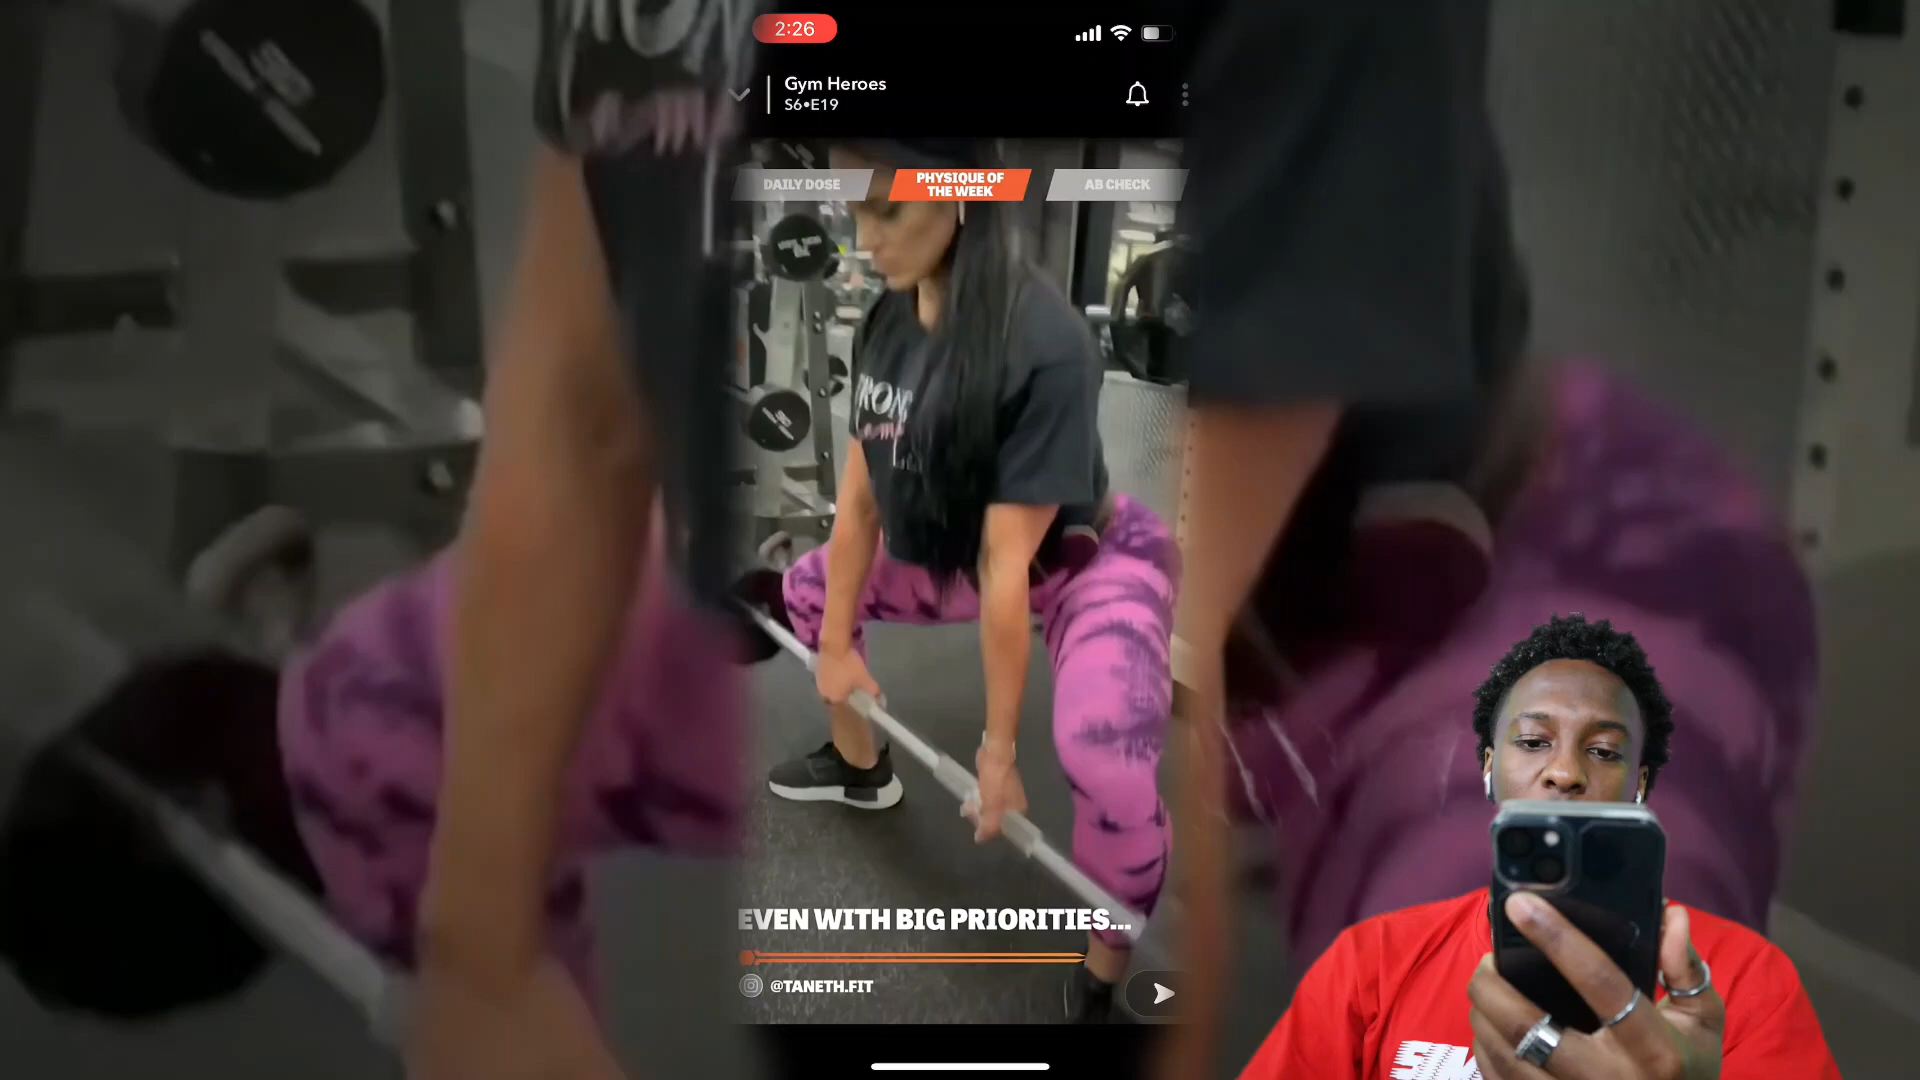 2:26
Gym Heroes
S6•E19
DAILY DOSE
PHYSIQUE OF
THE WEEK
AB CHECK
EVEN WITH BIG PRIORITIES...
@TANETH.FIT